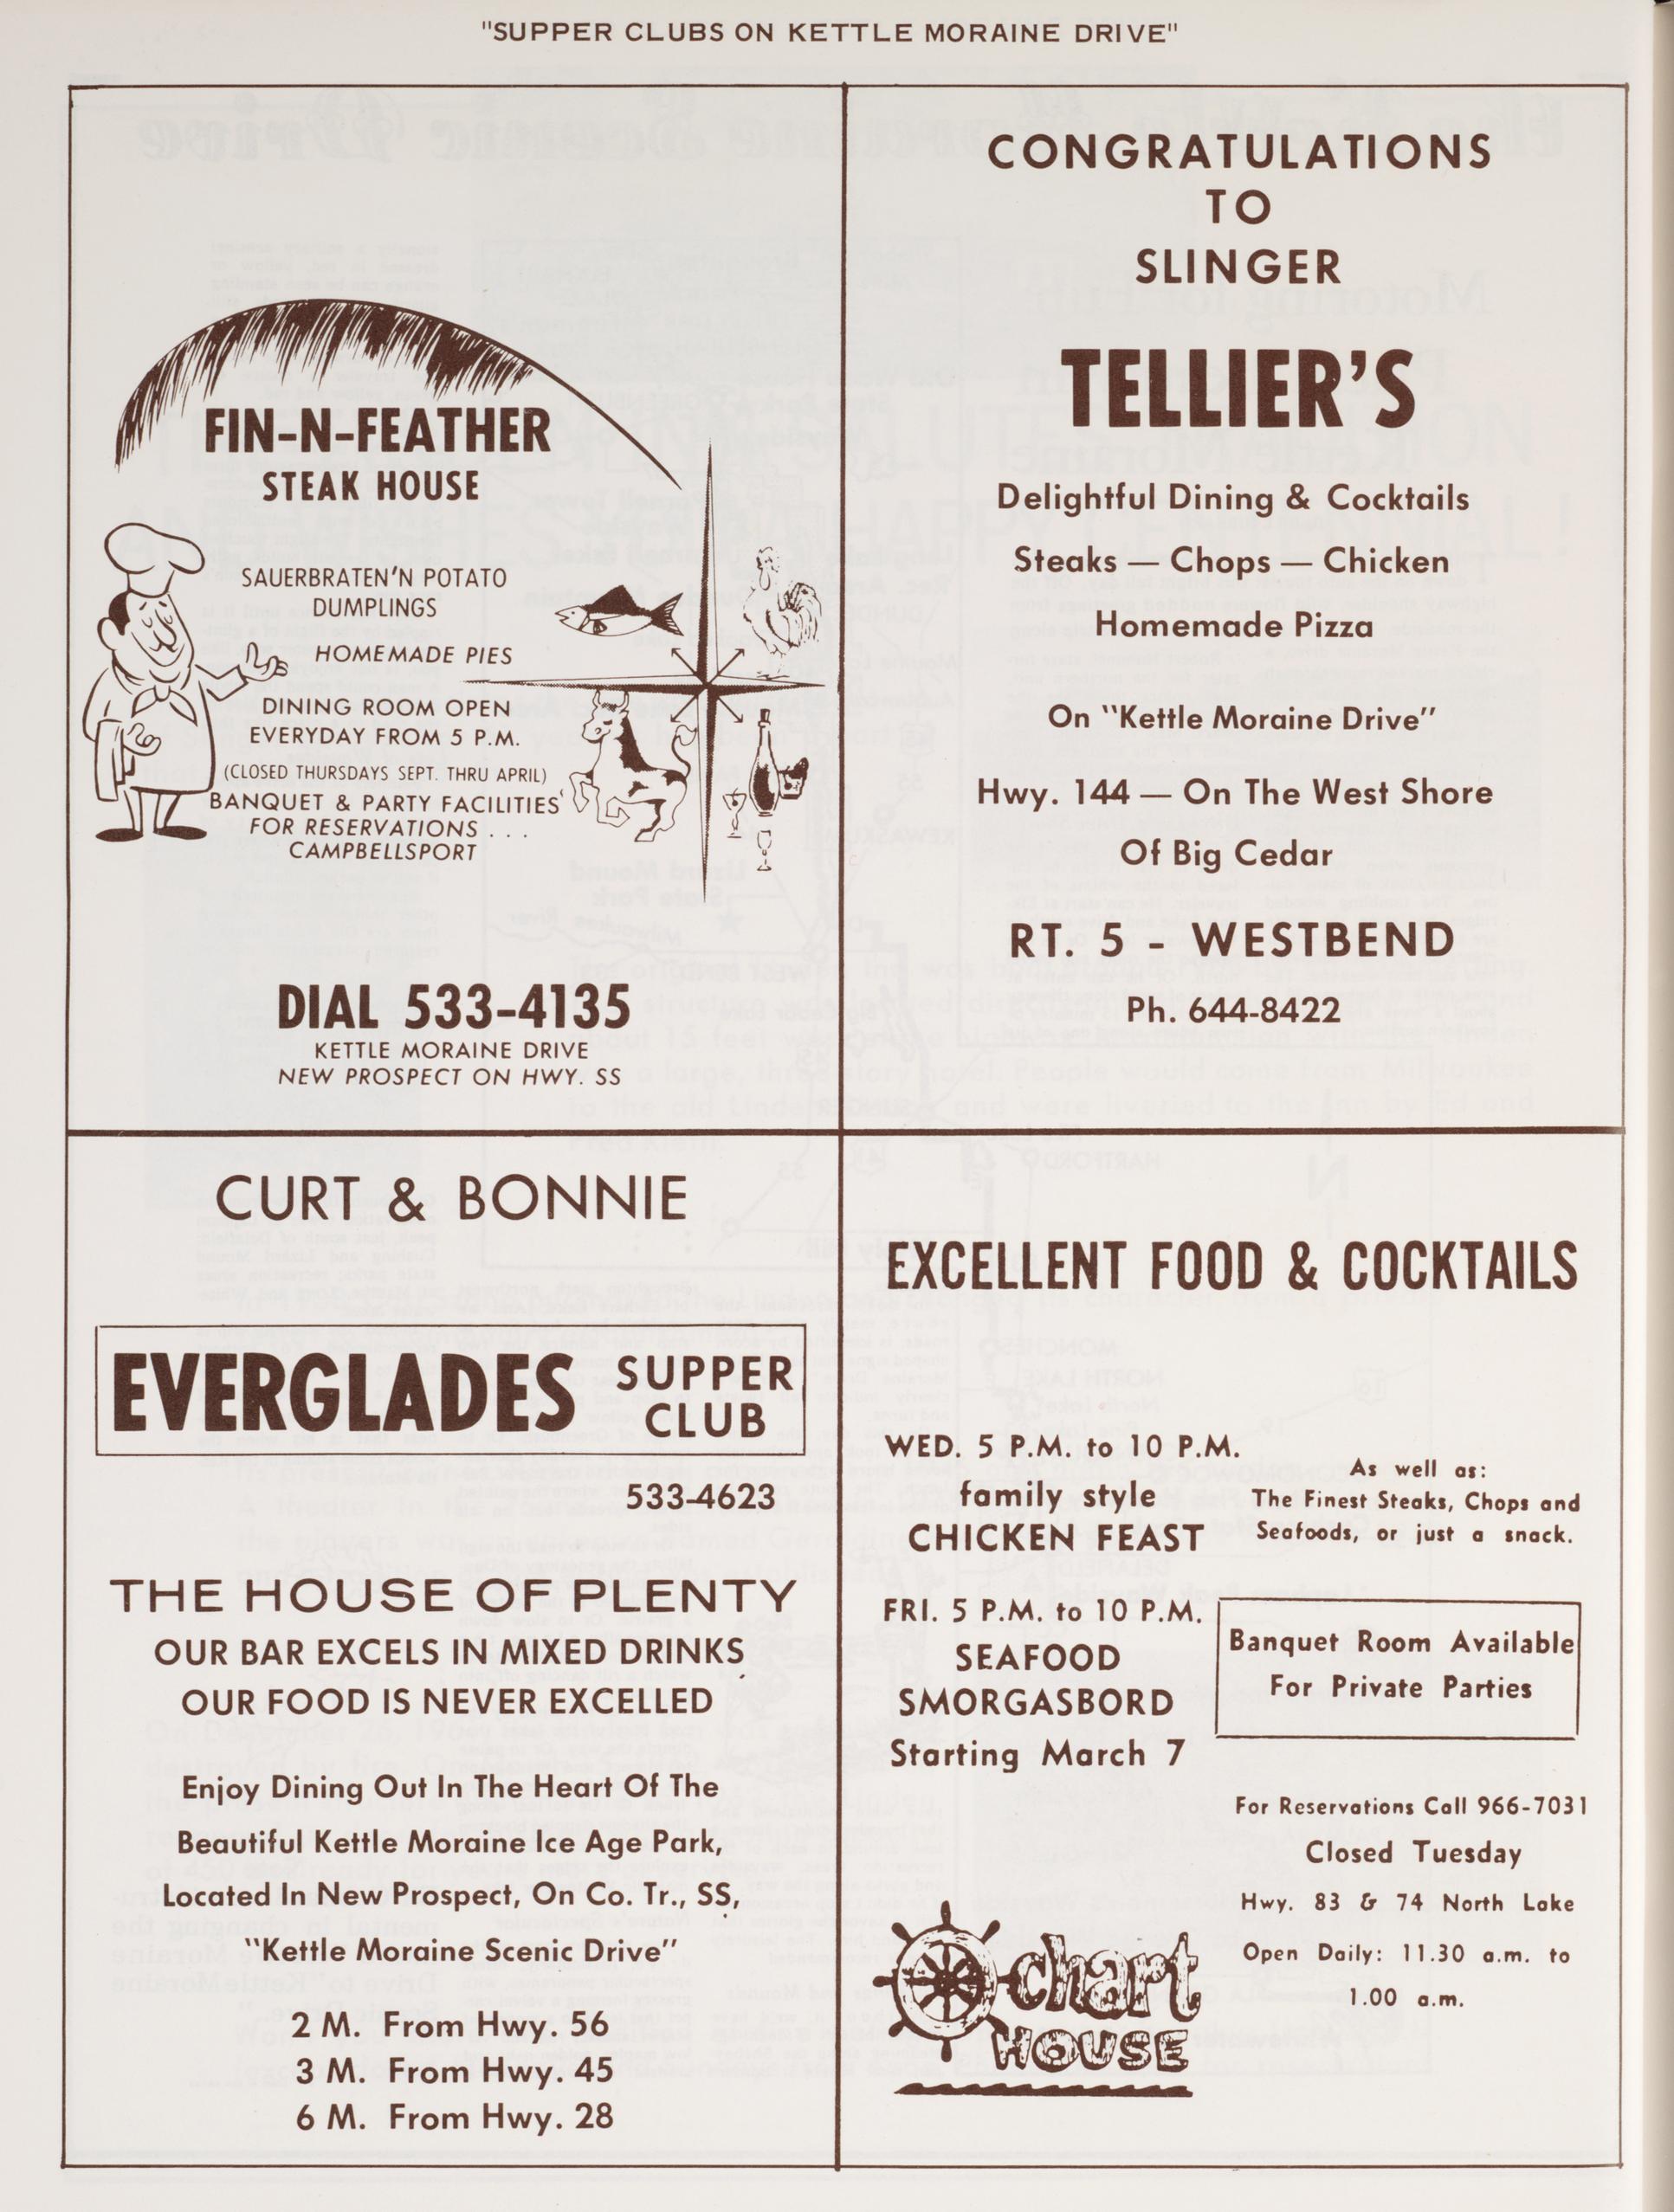 "SUPPER CLUBS ON KETTLE MORAINE DRIVE"
FIN-N-FEATHER
STEAK HOUSE
SAUERBRATEN'N POTATO
DUMPLINGS
HOMEMADE PIES
DINING ROOM OPEN
EVERYDAY FROM 5 P.M.
(CLOSED THURSDAYS SEPT. THRU APRIL)
BANQUET & PARTY FACILITIES
FOR RESERVATIONS . . .
CAMPBELLSPORT
DIAL 533-4135
KETTLE MORAINE DRIVE
NEW PROSPECT ON HWY. SS
CONGRATULATIONS
TO
SLINGER
TELLIER'S
Delightful Dining & Cocktails
Steaks — Chops — Chicken
Homemade Pizza
On "Kettle Moraine Drive"
Hwy. 144 — On The West Shore
Of Big Cedar
RT. 5 - WESTBEND
Ph. 644-8422
CURT & BONNIE
EVERGLADES SUPPER
CLUB
533-4623
THE HOUSE OF PLENTY
OUR BAR EXCELS IN MIXED DRINKS
OUR FOOD IS NEVER EXCELLED
Enjoy Dining Out In The Heart Of The
Beautiful Kettle Moraine Ice Age Park,
Located In New Prospect, On Co. Tr., SS,
"Kettle Moraine Scenic Drive"
2 M. From Hwy. 56
3 M. From Hwy. 45
6 M. From Hwy. 28
EXCELLENT FOOD & COCKTAILS
WED. 5 P.M. to 10 P.M.
family style
CHICKEN FEAST
As well as:
The Finest Steaks, Chops and
Seafoods, or just a snack.
FRI. 5 P.M. to 10 P.M.
SEAFOOD
SMORGASBORD
Starting March 7
Banquet Room Available
For Private Parties
For Reservations Call 966-7031
Closed Tuesday
Hwy. 83 & 74 North Lake
Open Daily: 11.30 a.m. to
1.00 a.m.
chart
HOUSE